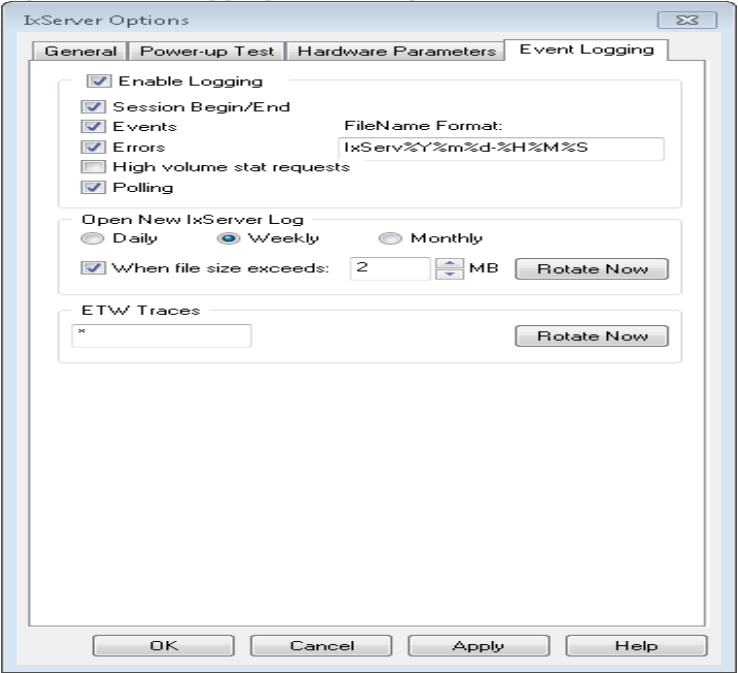 IxServer Options
General Power-up Test Hardware Parameters Event Logging
Enable Logging
Session Begin/End
Events FileName Format:
Errors IxServ%Y%m%d-%H%M%S
High volume stat requests
Polling
Open New IxServer Log
Daily Weekly Monthly
When file size exceeds: 2 MB Rotate Now
ETW Traces
* Rotate Now
OK Cancel Apply Help